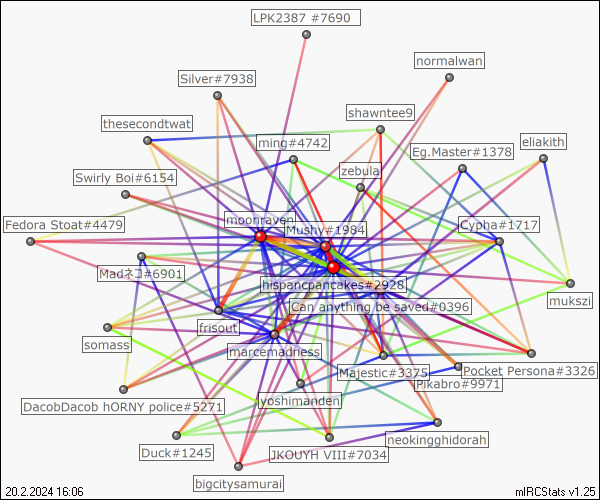 LPK2387 #7690
normalwan
Silver#7938
shawntee9
thesecondtwat
ming#4742
Eg.Master#1378
eliakith
zebula
Swirly Boi#6154
moonraven
Fedora Stoat#4479
Mushy#1984
Cypha#1717
MadネJ#6901
hispancpancakes#2928
mukszi
Can anything be saved#0396
frisout
somass
marcemadness
Majestic#3375
Pocket Persona#3326
Pikabro#9971
yoshimanden
DacobDacob hORNY police#5271
neokingghidorah
Duck#1245
JKOUYH VIII#7034
bigcitysamurai
20.2.2024 16:06
mIRCStats v1.25